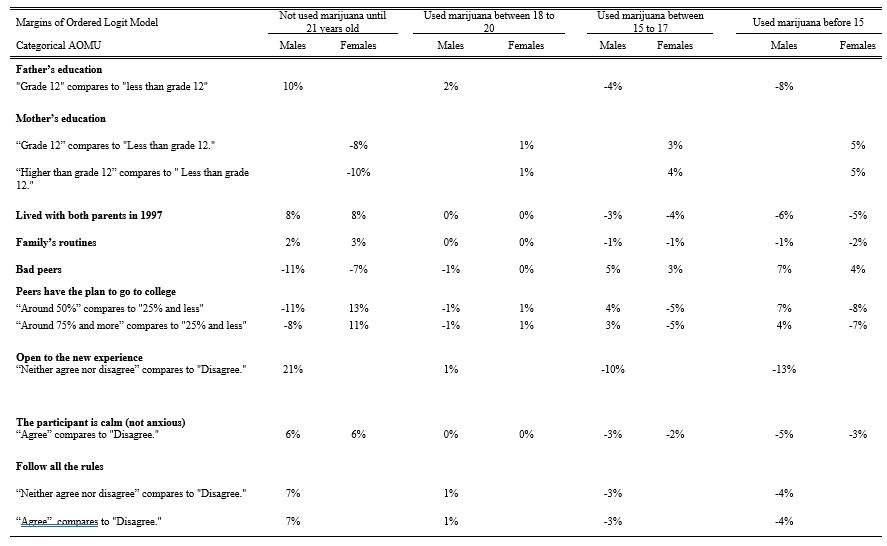 Margins of Ordered Logit Model Not used marijuana until 21 years old Used marijuana between 18 to 20 Used marijuana between 15 to 17 Used marijuana before 15
Categorical AOMU Males Females Males Females Males Females Males Females
Father's education
"Grade 12" compares to "less than grade 12" 10% 2% -4% -8%
Mother's education
“Grade 12” compares to "Less than grade 12." -8% 1% 3% 5%
“Higher than grade 12” compares to " Less than grade 12." -10% 1% 4% 5%
Lived with both parents in 1997 8% 8% 0% 0% -3% -4% -6% -5%
Family's routines 2% 3% 0% 0% -1% -1% -1% -2%
Bad peers -11% -7% -1% 0% 5% 3% 7% 4%
Peers have the plan to go to college
“Around 50%” compares to "25% and less" -11% 13% -1% 1% 4% -5% 7% -8%
“Around 75% and more” compares to "25% and less" -8% 11% -1% 1% 3% -5% 4% -7%
Open to the new experience
“Neither agree nor disagree” compares to "Disagree." 21% 1% -10% -13%
The participant is calm (not anxious)
“Agree” compares to "Disagree." 6% 6% 0% 0% -3% -2% -5% -3%
Follow all the rules
“Neither agree nor disagree” compares to "Disagree." 7% 1% -3% -4%
“Agree” compares to "Disagree." 7% 1% -3% -4%